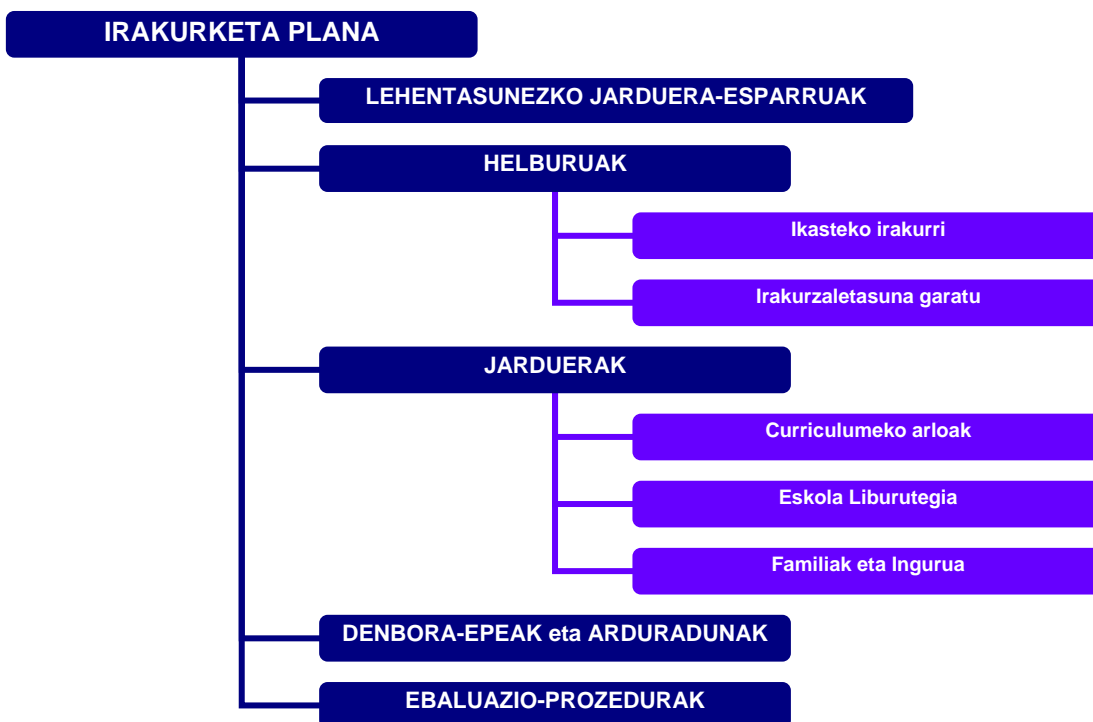 IRAKURKETA PLANA
LEHENTASUNEZKO JARDUERA-ESPARRUAK
HELBURUAK
Ikasteko irakurri
Irakurzaletasuna garatu
JARDUERAK
Curriculumeko arloak
Eskola Liburutegia
Familiak eta Ingurua
DENBORA-EPEAK eta ARDURADUNAK
EBALUAZIO-PROZEDURAK